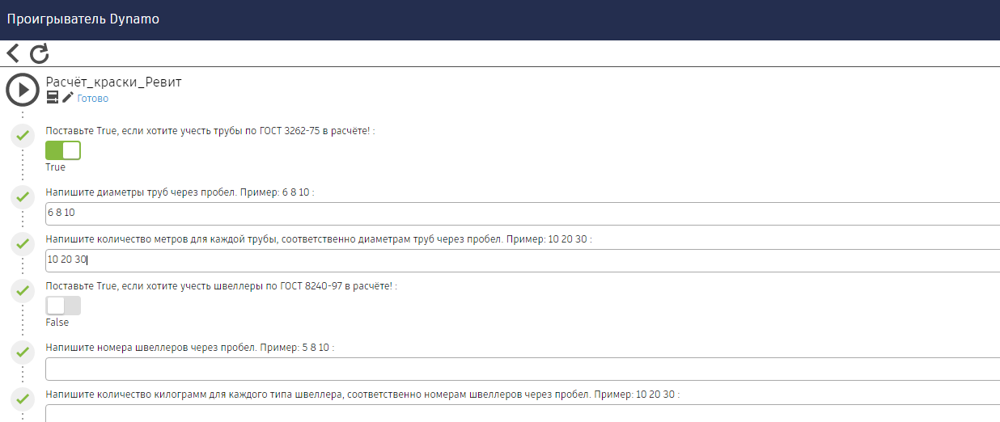 Проигрыватель Dynamo
Расчёт_краски_Ревит
Готово
Поставьте True, если хотите учесть трубы по ГОСТ 3262-75 в расчёте! :
True
Напишите диаметры труб через пробел. Пример: 6 8 10 :
6 8 10
Напишите количество метров для каждой трубы, соответственно диаметрам труб через пробел. Пример: 10 20 30 :
10 20 30
Поставьте True, если хотите учесть швеллеры по ГОСТ 8240-97 в расчёте! :
False
Напишите номера швеллеров через пробел. Пример: 5 8 10 :
Напишите количество килограмм для каждого типа швеллера, соответственно номерам швеллеров через пробел. Пример: 10 20 30 :